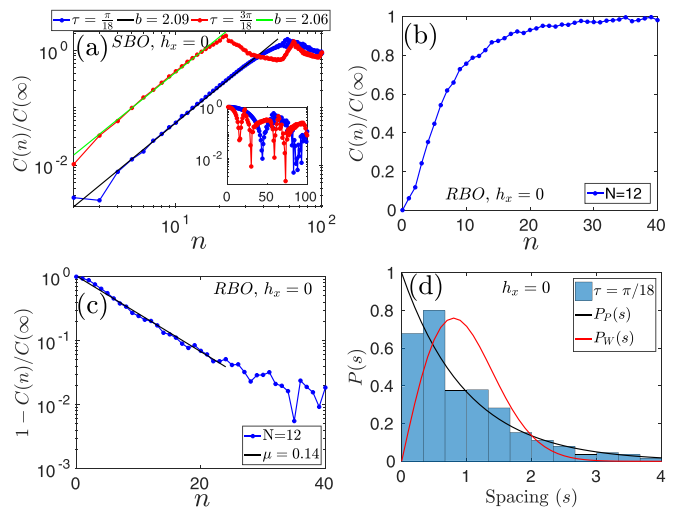 τ = π/18 b = 2.09 τ = 3π/18 b = 2.06
(a) SBO, h_x = 0
C(n)/C(∞)
10^0
10^-2
10^1 10^2
n
10^0
10^-2
0 50 100
(b)
C(n)/C(∞)
1
0.8
0.6
0.4
0.2
0
RBO, h_x = 0
N=12
0 10 20 30 40
n
(c) RBO, h_x = 0
1 − C(n)/C(∞)
10^0
10^-1
10^-2
10^-3
N=12
μ = 0.14
0 20 40
n
(d) h_x = 0
τ = π/18
P_P(s)
P_W(s)
P(s)
1
0.8
0.6
0.4
0.2
0
0 1 2 3 4
Spacing (s)